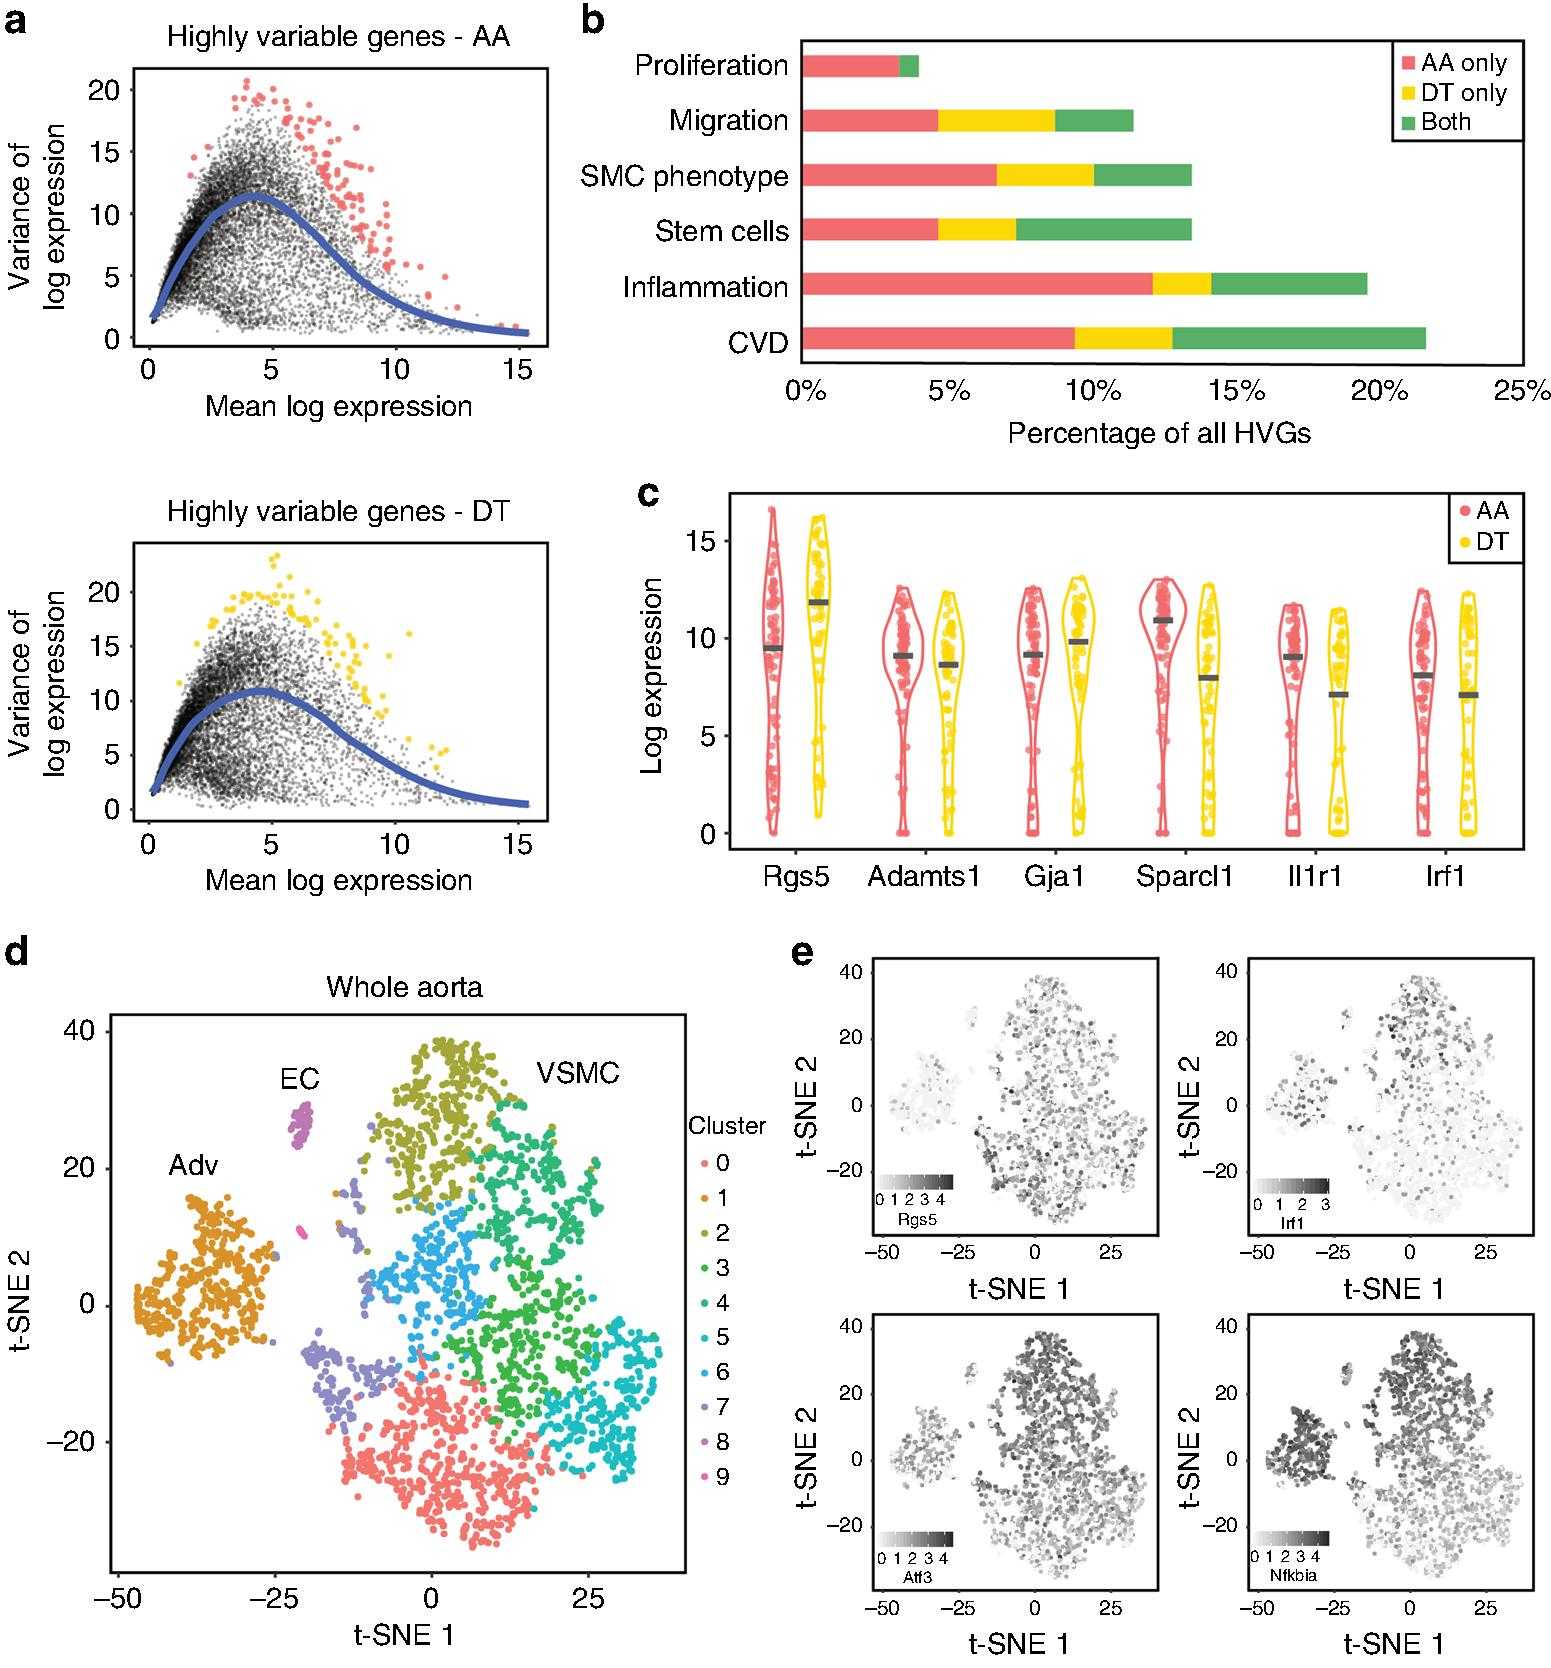 a
Highly variable genes - AA
Variance of
log expression
20
15
10
5
0
0 5 10 15
Mean log expression
Highly variable genes - DT
Variance of
log expression
20
15
10
5
0
0 5 10 15
Mean log expression
b
Proliferation
Migration
SMC phenotype
Stem cells
Inflammation
CVD
AA only
DT only
Both
0% 5% 10% 15% 20% 25%
Percentage of all HVGs
c
Log expression
15
10
5
0
AA
DT
Rgs5 Adamts1 Gja1 Sparcl1 Il1r1 Irf1
d
Whole aorta
t-SNE 2
40
20
0
−20
EC
VSMC
Adv
Cluster
0
1
2
3
4
5
6
7
8
9
−50 −25 0 25
t-SNE 1
e
t-SNE 2
40
20
0
−20
0 1 2 3 4
Rgs5
−50 −25 0 25
t-SNE 1
t-SNE 2
40
20
0
−20
0 1 2 3
Irf1
−50 −25 0 25
t-SNE 1
t-SNE 2
40
20
0
−20
0 1 2 3 4
Atf3
−50 −25 0 25
t-SNE 1
t-SNE 2
40
20
0
−20
0 1 2 3 4
Nfkbia
−50 −25 0 25
t-SNE 1